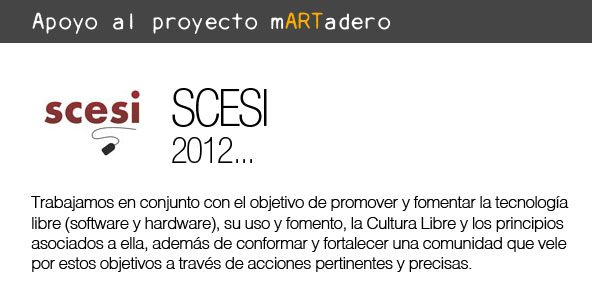 Apoyo al proyecto mARTadero
scesi
SCESI
2012...
Trabajamos en conjunto con el objetivo de promover y fomentar la tecnología
libre (software y hardware), su uso y fomento, la Cultura Libre y los principios
asociados a ella, además de conformar y fortalecer una comunidad que vele
por estos objetivos a través de acciones pertinentes y precisas.